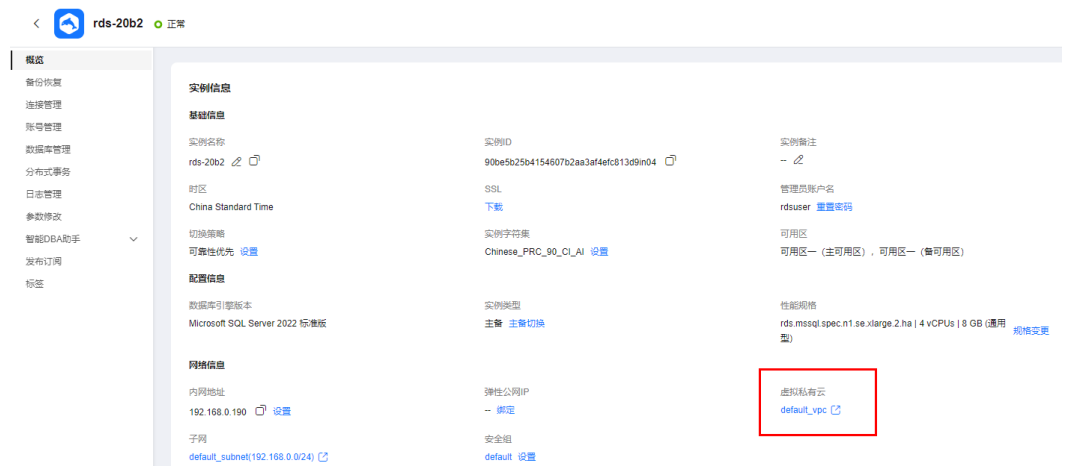 rds-20b2 正常
概览
备份恢复
连接管理
账号管理
数据库管理
分布式事务
日志管理
参数修改
智能DBA助手
发布订阅
标签
实例信息
基础信息
实例名称 实例ID 实例备注
rds-20b2 90be5b25b4154607b2aa3af4efc813d9in04 --
时区 SSL 管理员账户名
China Standard Time 下载 rdsuser 重置密码
切换策略 实例字符集 可用区
可靠性优先 设置 Chinese_PRC_90_CI_AI 设置 可用区一（主可用区），可用区一（备可用区）
配置信息
数据库引擎版本 实例类型 性能规格
Microsoft SQL Server 2022 标准版 主备 主备切换 rds.mssql.spec.n1.se.xlarge.2.ha | 4 vCPUs | 8 GB (通用
型) 规格变更
网络信息
内网地址 弹性公网IP 虚拟私有云
192.168.0.190 设置 -- 绑定 default_vpc
子网 安全组
default_subnet(192.168.0.0/24) default 设置